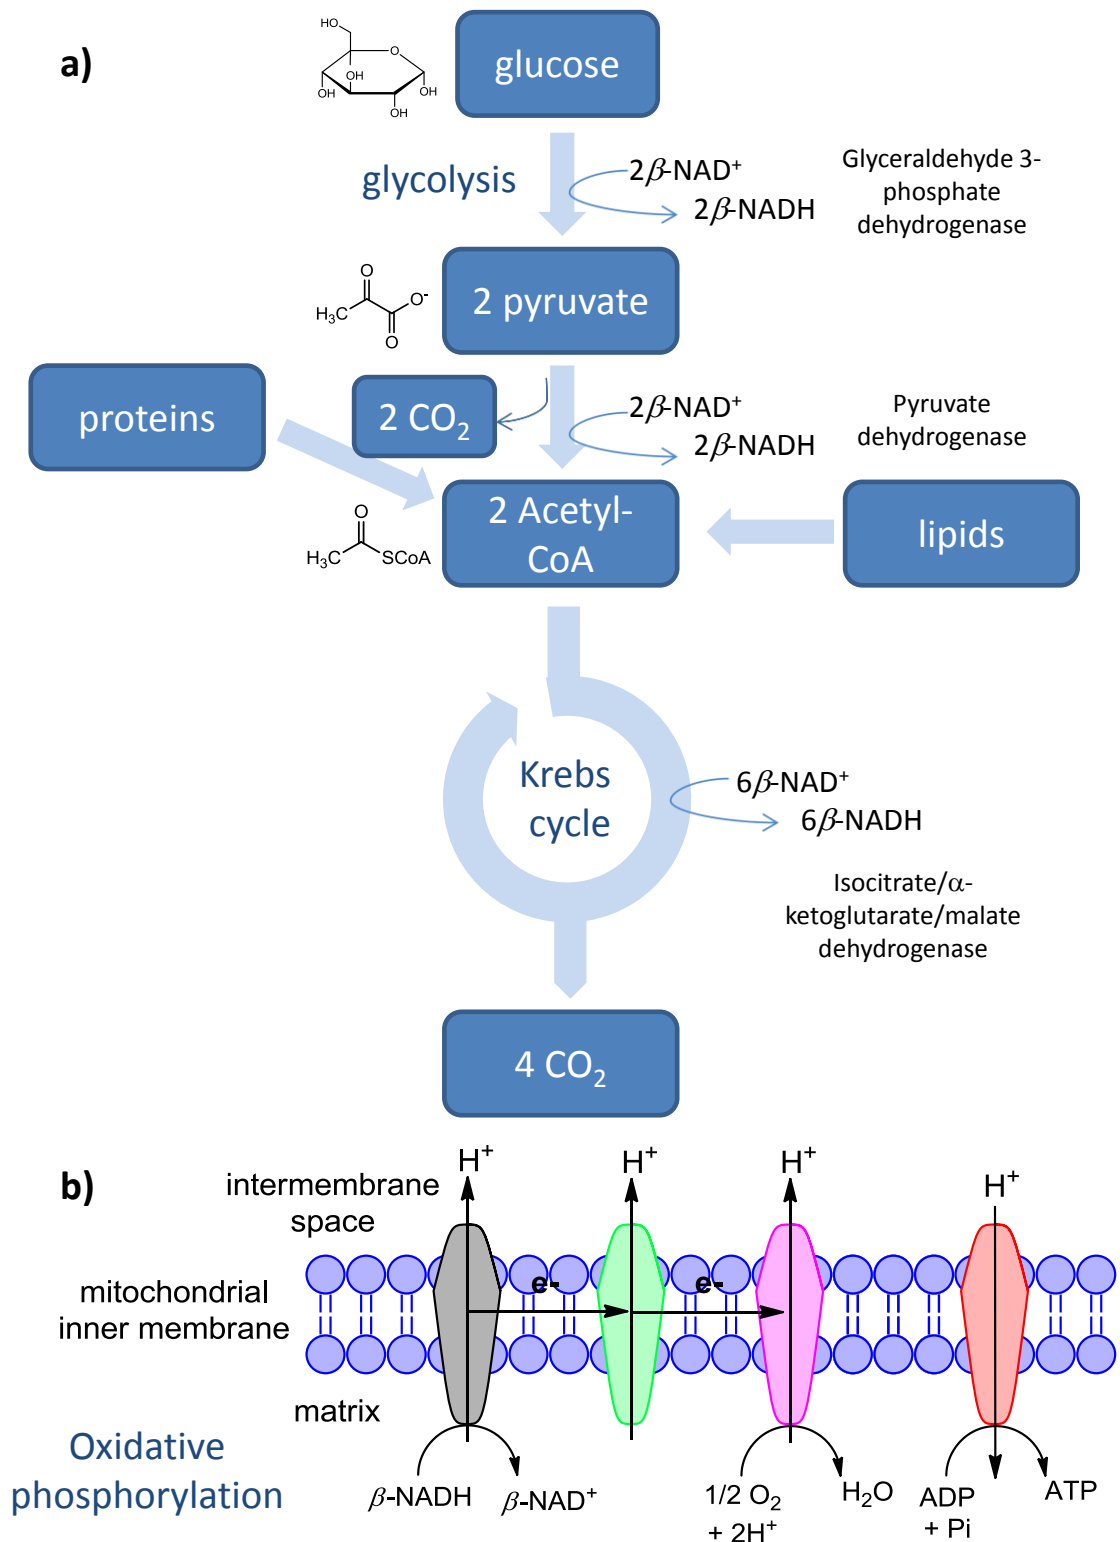 a)
HO
O
OH
OH
OH
OH
glucose
glycolysis
2β-NAD⁺
2β-NADH
Glyceraldehyde 3-
phosphate
dehydrogenase
O
H₃C
O⁻
O
2 pyruvate
proteins
2 CO₂
2β-NAD⁺
2β-NADH
Pyruvate
dehydrogenase
O
H₃C
SCoA
2 Acetyl-
CoA
lipids
Krebs
cycle
6β-NAD⁺
6β-NADH
Isocitrate/α-
ketoglutarate/malate
dehydrogenase
4 CO₂
b)
intermembrane
space
H⁺
H⁺
H⁺
H⁺
mitochondrial
inner membrane
e-
e-
matrix
Oxidative
phosphorylation
β-NADH
β-NAD⁺
1/2 O₂
+ 2H⁺
H₂O
ADP
+ Pi
ATP